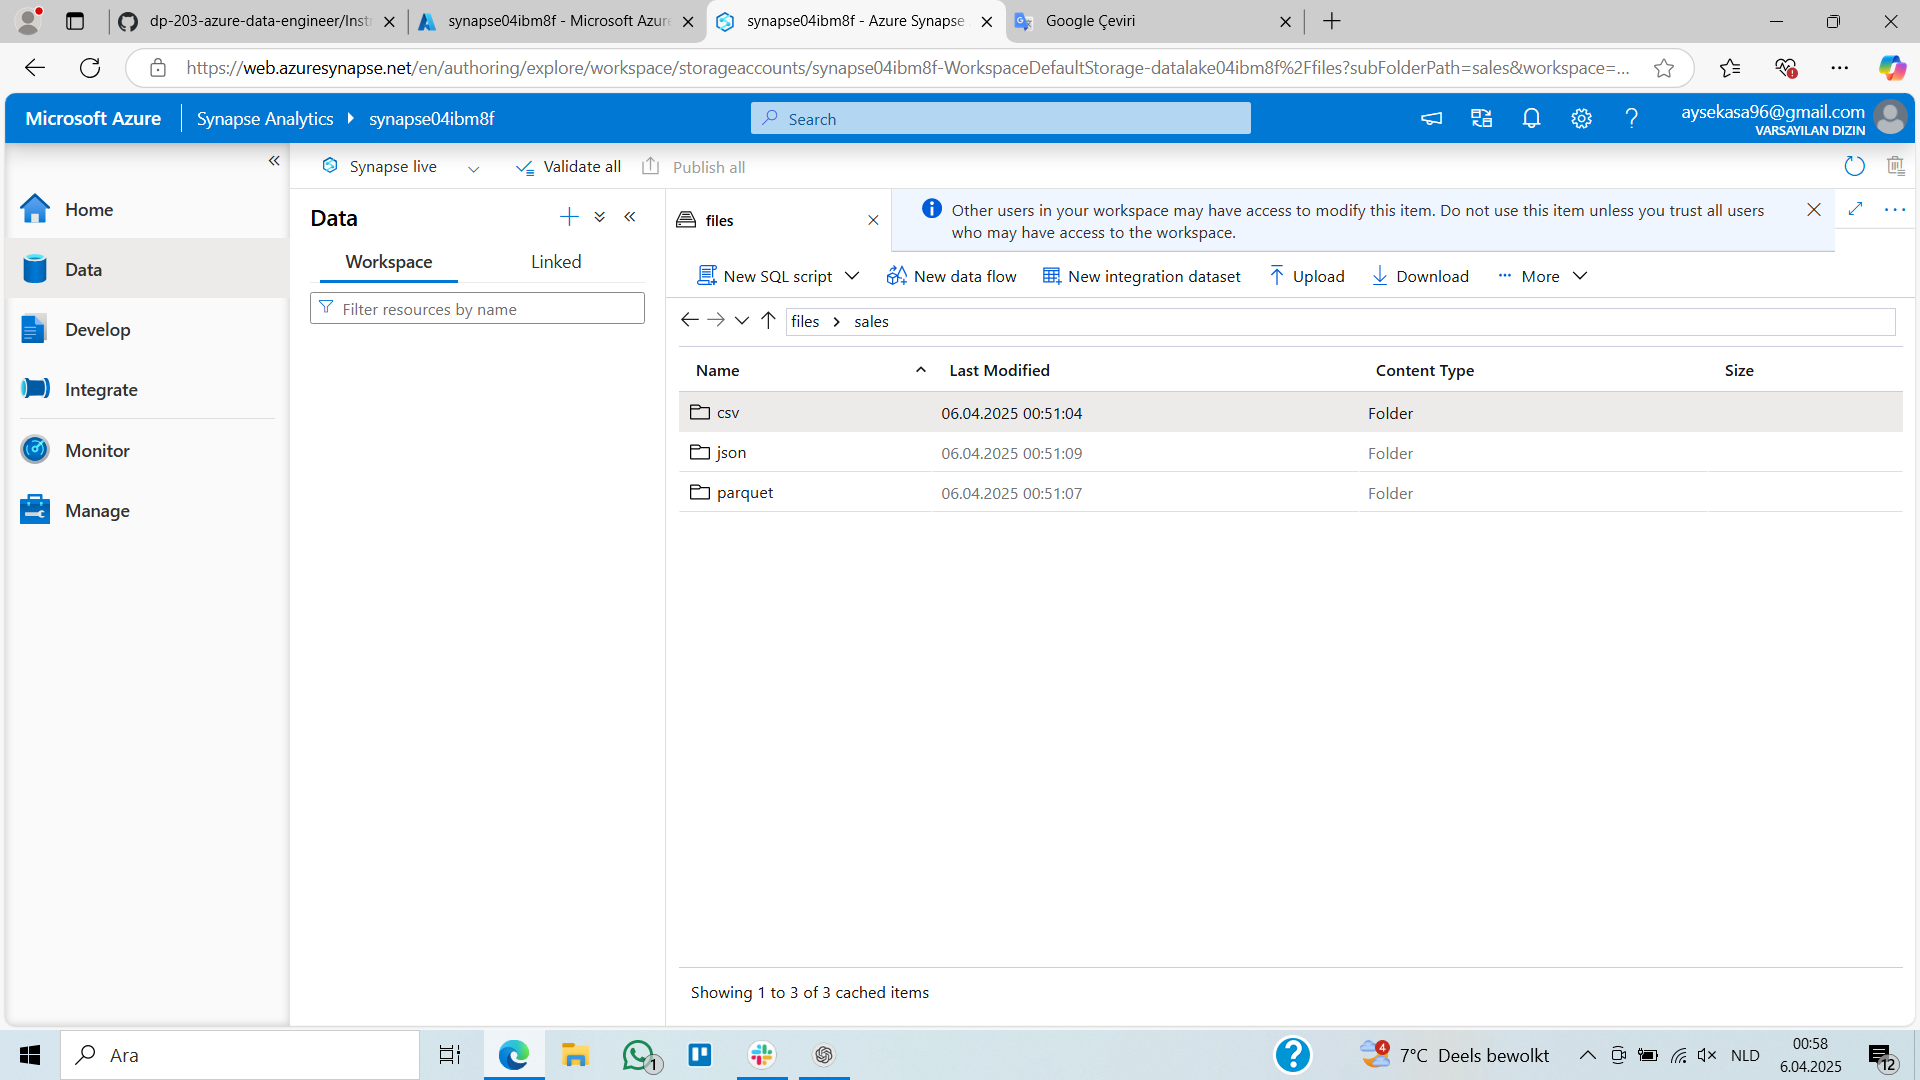 dp-203-azure-data-engineer/Inst
synapse04ibm8f - Microsoft Azure
synapse04ibm8f - Azure Synapse
Google Çeviri
https://web.azuresynapse.net/en/authoring/explore/workspace/storageaccounts/synapse04ibm8f-WorkspaceDefaultStorage-datalake04ibm8f%2Ffiles?subFolderPath=sales&workspace=...
Microsoft Azure
Synapse Analytics
synapse04ibm8f
Search
aysekasa96@gmail.com
VARSAYILAN DIZIN
Synapse live
Validate all
Publish all
Home
Data
Develop
Integrate
Monitor
Manage
Data
Workspace
Linked
Filter resources by name
files
Other users in your workspace may have access to modify this item. Do not use this item unless you trust all users
who may have access to the workspace.
New SQL script
New data flow
New integration dataset
Upload
Download
More
files
sales
Name
Last Modified
Content Type
Size
csv
06.04.2025 00:51:04
Folder
json
06.04.2025 00:51:09
Folder
parquet
06.04.2025 00:51:07
Folder
Showing 1 to 3 of 3 cached items
Ara
1
4
7°C Deels bewolkt
NLD
00:58
6.04.2025
12